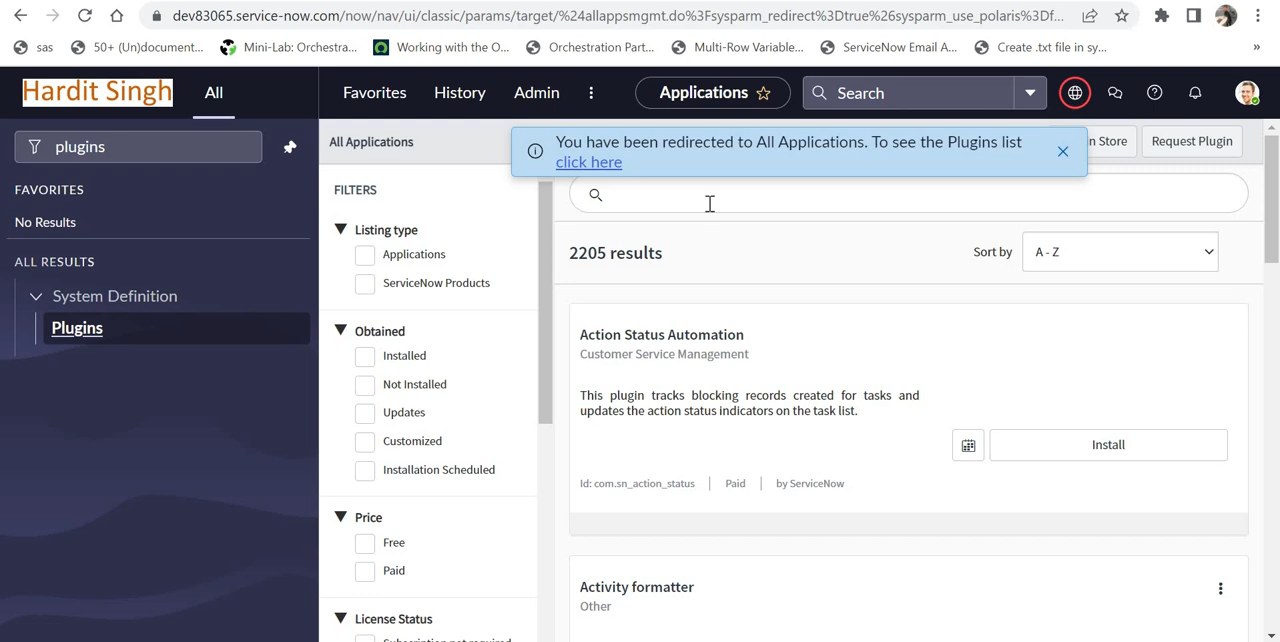 dev83065.service-now.com/now/nav/ui/classic/params/target/%24allappsmgmt.do%3Fsysparm_redirect%3Dtrue%26sysparm_use_polaris%3Df...
sas
50+ (Un)document...
Mini-Lab: Orchestra...
Working with the O...
Orchestration Part...
Multi-Row Variable...
ServiceNow Email A...
Create .txt file in sy...
»
Hardit Singh
All
Favorites
History
Admin
Applications
Search
plugins
FAVORITES
No Results
ALL RESULTS
System Definition
Plugins
All Applications
You have been redirected to All Applications. To see the Plugins list
click here
n Store
Request Plugin
FILTERS
Listing type
Applications
ServiceNow Products
Obtained
Installed
Not Installed
Updates
Customized
Installation Scheduled
Price
Free
Paid
License Status
Subscription not required
2205 results
Sort by
A - Z
Action Status Automation
Customer Service Management
This plugin tracks blocking records created for tasks and
updates the action status indicators on the task list.
Install
Id: com.sn_action_status
Paid
by ServiceNow
Activity formatter
Other